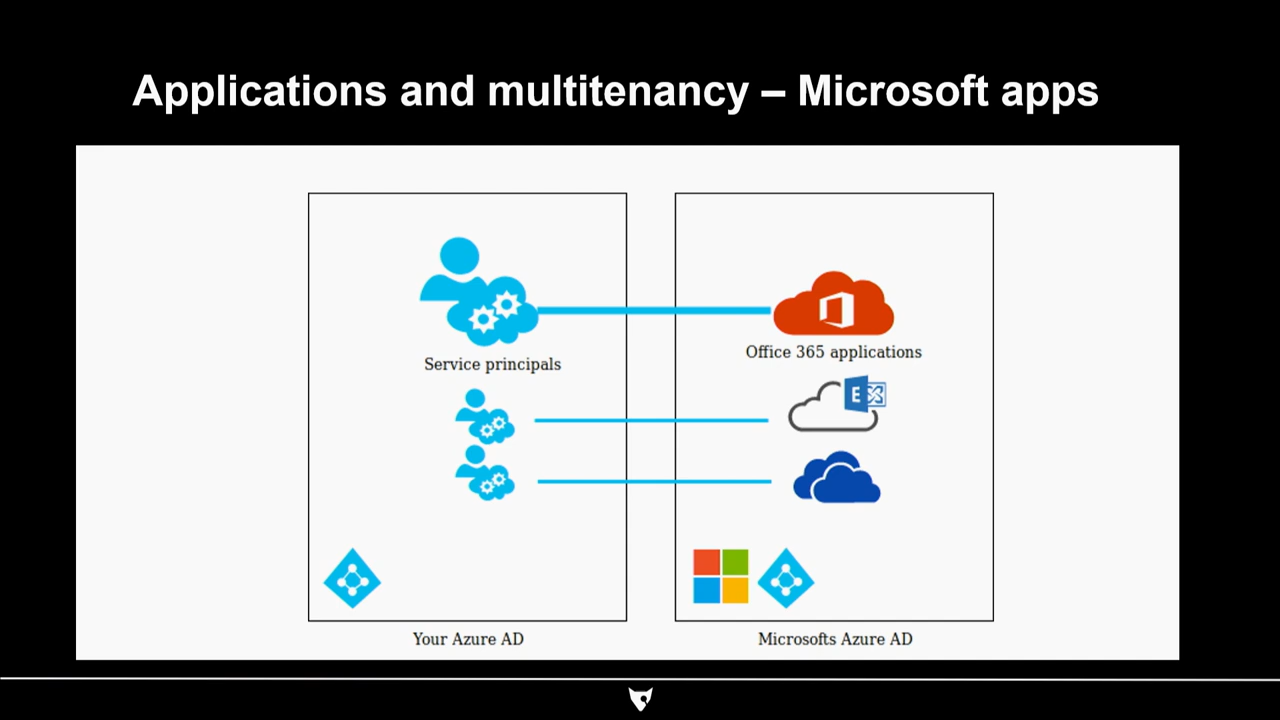 Applications and multitenancy – Microsoft apps
Service principals
Office 365 applications
E
Your Azure AD
Microsofts Azure AD